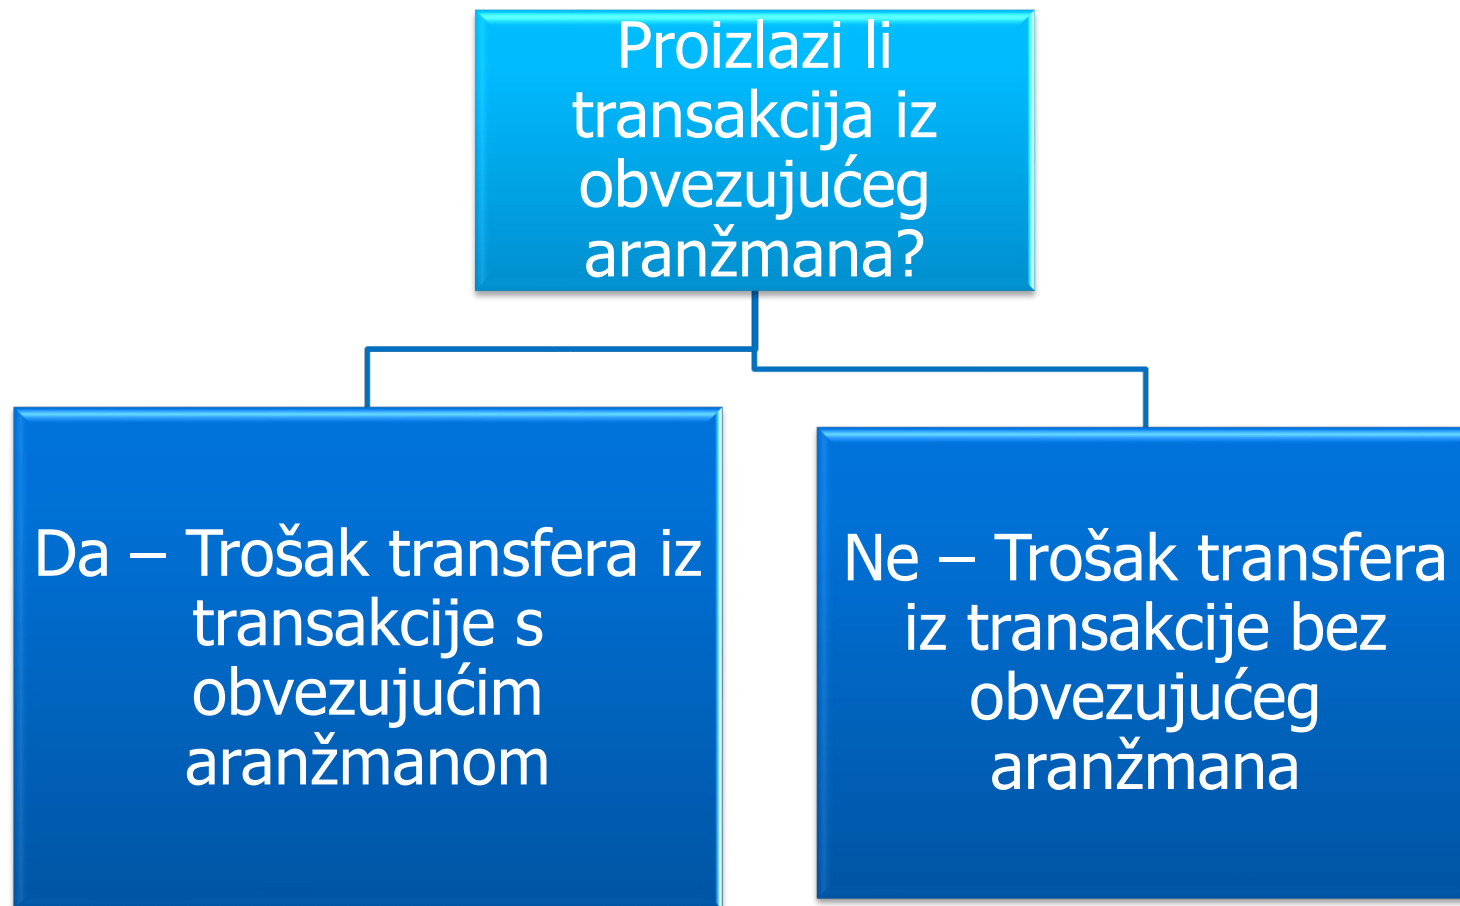 Proizlazi li
transakcija iz
obvezujućeg
aranžmana?
Da – Trošak transfera iz
transakcije s
obvezujućim
aranžmanom
Ne – Trošak transfera
iz transakcije bez
obvezujućeg
aranžmana